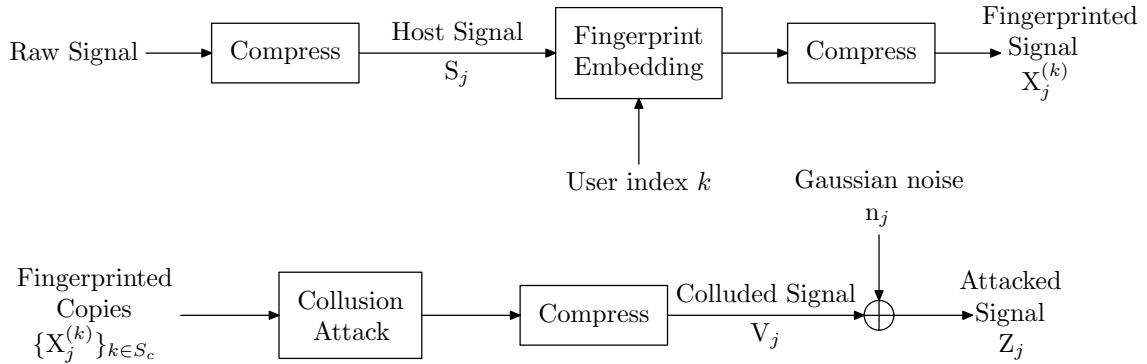 Raw Signal
Compress
Host Signal
S_j
Fingerprint
Embedding
Compress
Fingerprinted
Signal
X_j^{(k)}
User index k
Gaussian noise
n_j
Fingerprinted
Copies
{X_j^{(k)}}_{k∈S_c}
Collusion
Attack
Compress
Colluded Signal
V_j
Attacked
Signal
Z_j